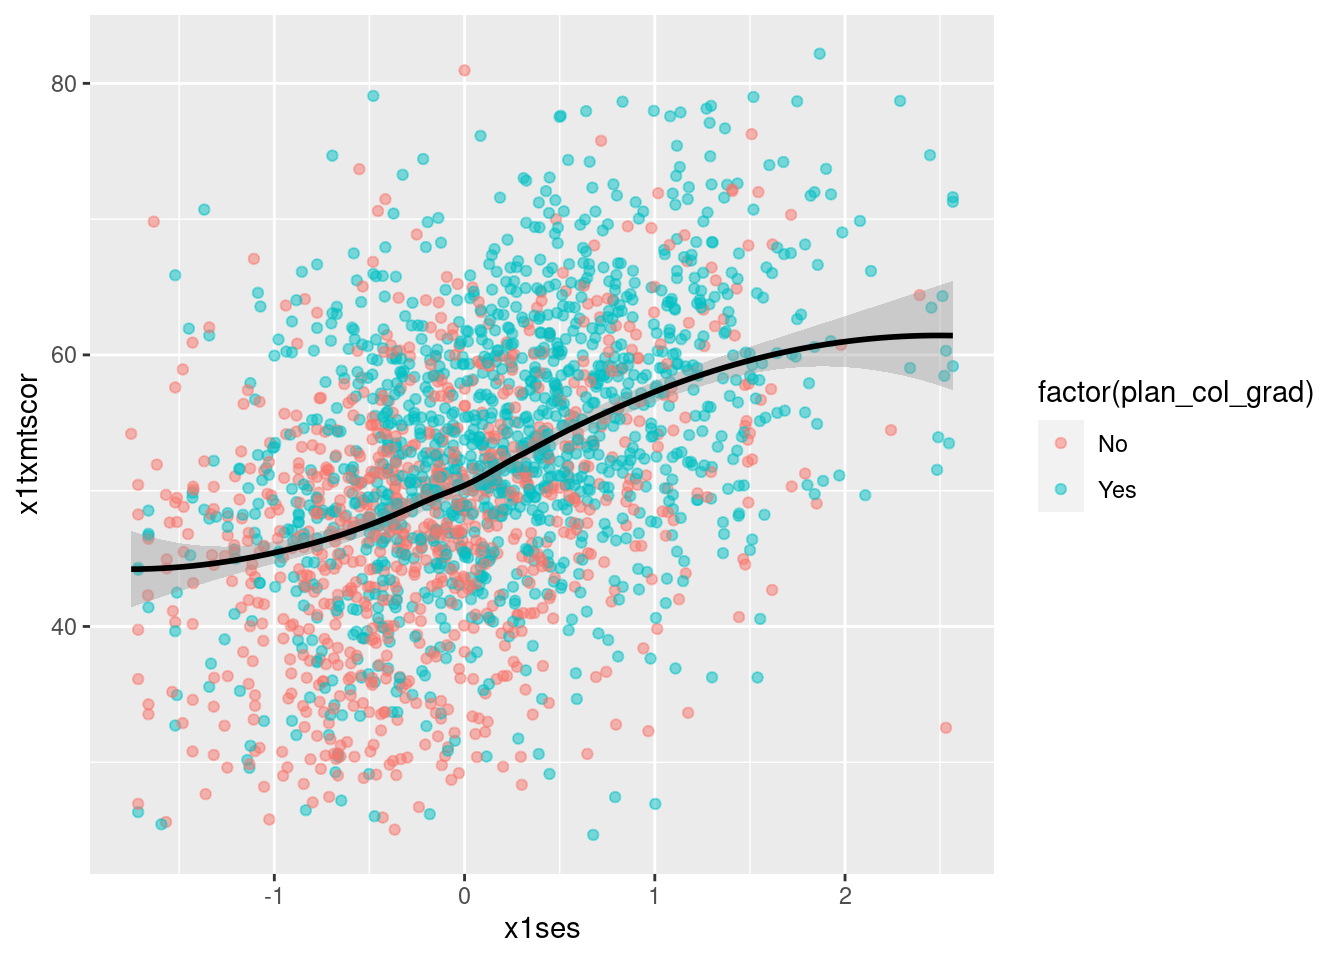 80
60
40
-1
0
1
2
x1ses
x1txmtscor
factor(plan_col_grad)
No
Yes